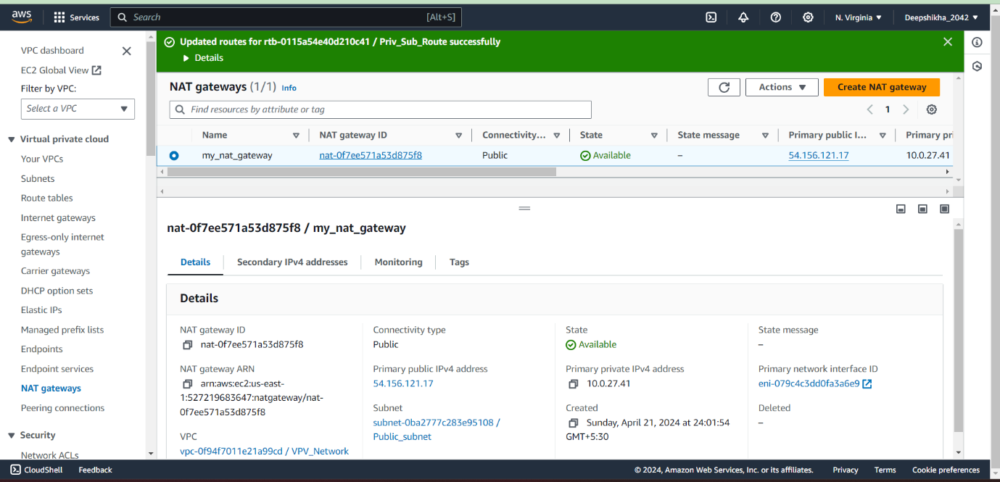 aws
Services
Search
[Alt+S]
N. Virginia
Deepshikha_2042
VPC dashboard
EC2 Global View
Filter by VPC:
Select a VPC
Virtual private cloud
Your VPCs
Subnets
Route tables
Internet gateways
Egress-only internet
gateways
Carrier gateways
DHCP option sets
Elastic IPs
Managed prefix lists
Endpoints
Endpoint services
NAT gateways
Peering connections
Security
Network ACLs
Updated routes for rtb-0115a54e40d210c41 / Priv_Sub_Route successfully
Details
NAT gateways (1/1) Info
Actions
Create NAT gateway
Find resources by attribute or tag
1
Name
NAT gateway ID
Connectivity...
State
State message
Primary public I...
Primary pri
my_nat_gateway
nat-0f7ee571a53d875f8
Public
Available
–
54.156.121.17
10.0.27.41
nat-0f7ee571a53d875f8 / my_nat_gateway
Details
Secondary IPv4 addresses
Monitoring
Tags
Details
NAT gateway ID
nat-0f7ee571a53d875f8
Connectivity type
Public
State
Available
State message
–
NAT gateway ARN
arn:aws:ec2:us-east-
1:527219683647:natgateway/nat-
0f7ee571a53d875f8
Primary public IPv4 address
54.156.121.17
Primary private IPv4 address
10.0.27.41
Primary network interface ID
eni-079c4c3dd0fa3a6e9
VPC
vpc-0f94f7011e21a99cd / VPV_Network
Subnet
subnet-0ba2777c283e95108 /
Public_subnet
Created
Sunday, April 21, 2024 at 24:01:54
GMT+5:30
Deleted
–
CloudShell
Feedback
© 2024, Amazon Web Services, Inc. or its affiliates.
Privacy
Terms
Cookie preferences